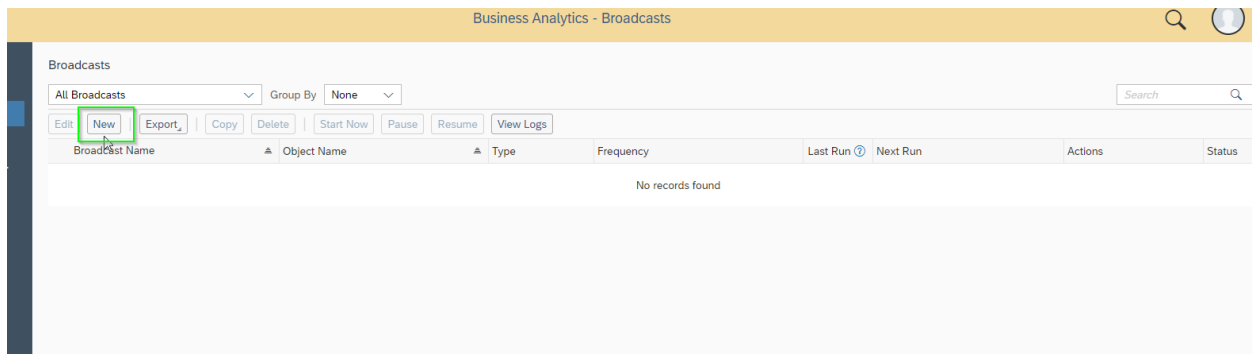 Business Analytics - Broadcasts
Broadcasts
All Broadcasts Group By None Search
Edit New Export Copy Delete Start Now Pause Resume View Logs
Broadcast Name Object Name Type Frequency Last Run Next Run Actions Status
No records found